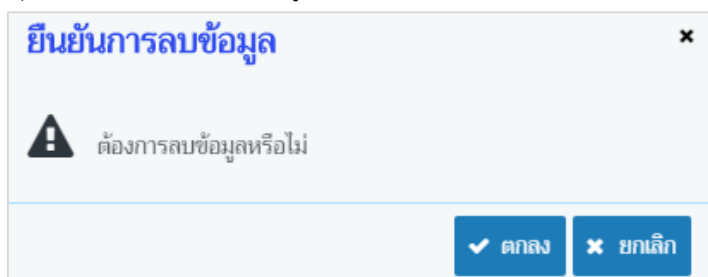 ยืนยันการลบข้อมูล
ต้องการลบข้อมูลหรือไม่
ตกลง ยกเลิก